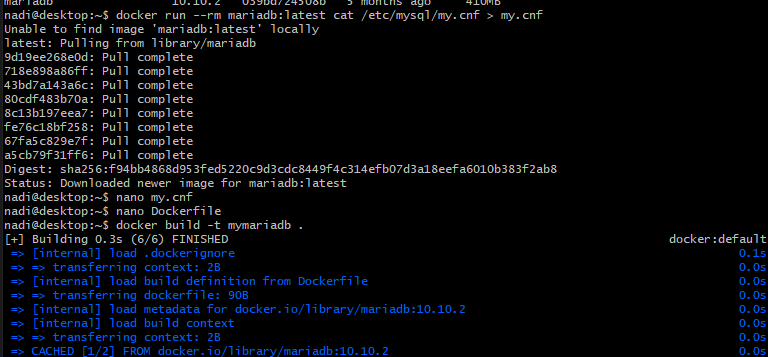 mariadb 10.10.2 039bd724508b 5 months ago 410MB
nadi@desktop:~$ docker run --rm mariadb:latest cat /etc/mysql/my.cnf > my.cnf
Unable to find image 'mariadb:latest' locally
latest: Pulling from library/mariadb
9d19ee268e0d: Pull complete
718e898a86ff: Pull complete
43bd7a143a6c: Pull complete
80cdf483b70a: Pull complete
8c13b197eea7: Pull complete
fe76c18bf258: Pull complete
67fa5c829e7f: Pull complete
a5cb79f31ff6: Pull complete
Digest: sha256:f94bb4868d953fed5220c9d3cdc8449f4c314efb07d3a18eefa6010b383f2ab8
Status: Downloaded newer image for mariadb:latest
nadi@desktop:~$ nano my.cnf
nadi@desktop:~$ nano Dockerfile
nadi@desktop:~$ docker build -t mymariadb .
[+] Building 0.3s (6/6) FINISHED docker:default
=> [internal] load .dockerignore 0.1s
=> => transferring context: 2B 0.0s
=> [internal] load build definition from Dockerfile 0.0s
=> => transferring dockerfile: 90B 0.0s
=> [internal] load metadata for docker.io/library/mariadb:10.10.2 0.0s
=> [internal] load build context 0.0s
=> => transferring context: 2B 0.0s
=> CACHED [1/2] FROM docker.io/library/mariadb:10.10.2 0.0s